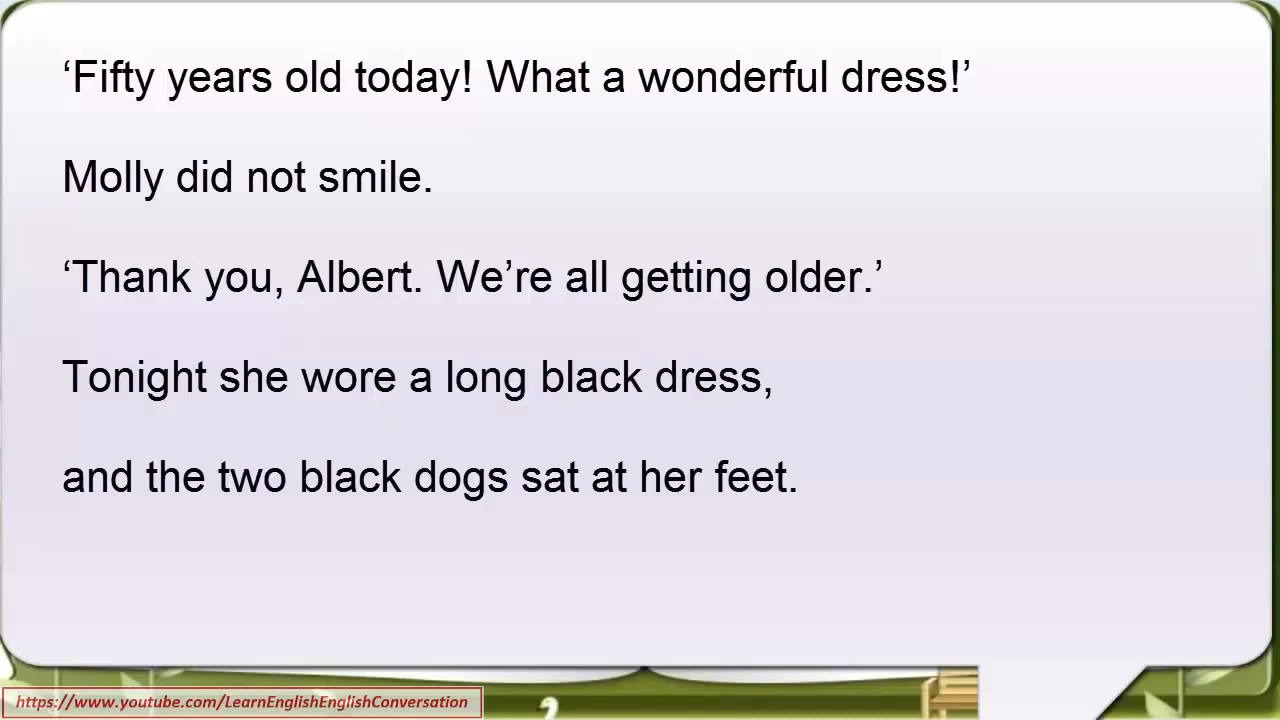 ‘Fifty years old today! What a wonderful dress!’
Molly did not smile.
‘Thank you, Albert. We’re all getting older.’
Tonight she wore a long black dress,
and the two black dogs sat at her feet.
https://www.youtube.com/LearnEnglishEnglishConversation